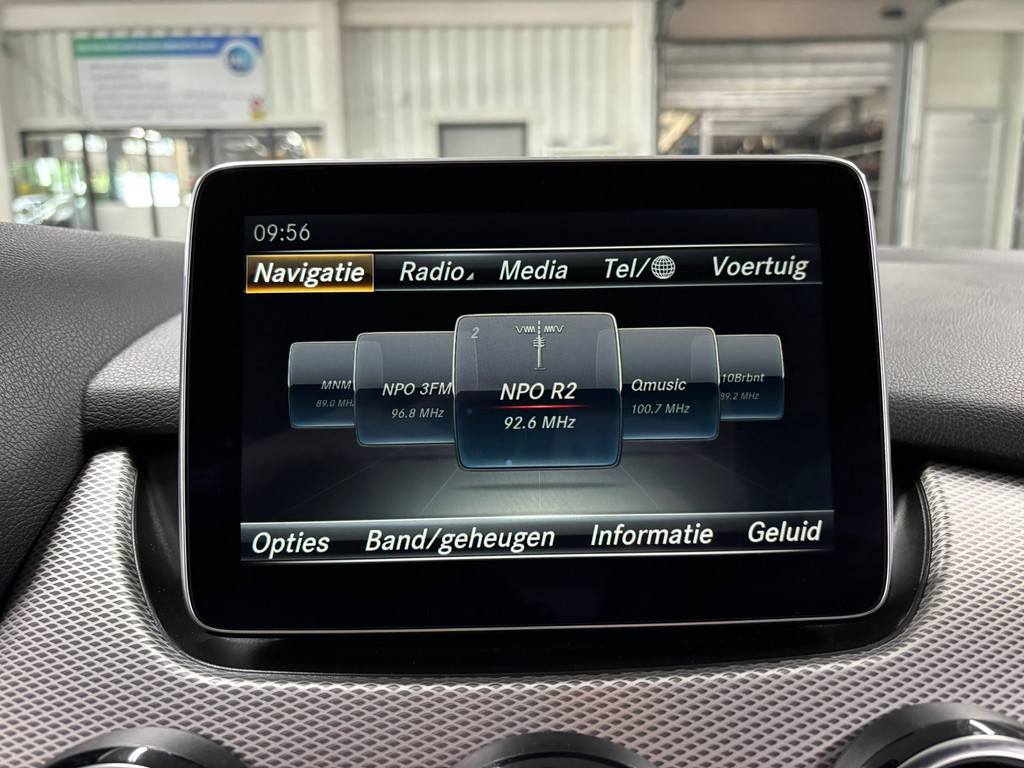 09:56
Navigatie Radio Media Tel/ Voertuig
2
MNM NPO 3FM NPO R2 Qmusic 10Brbnt
89.0 MHz 96.8 MHz 92.6 MHz 100.7 MHz 89.2 MHz
Opties Band/geheugen Informatie Geluid